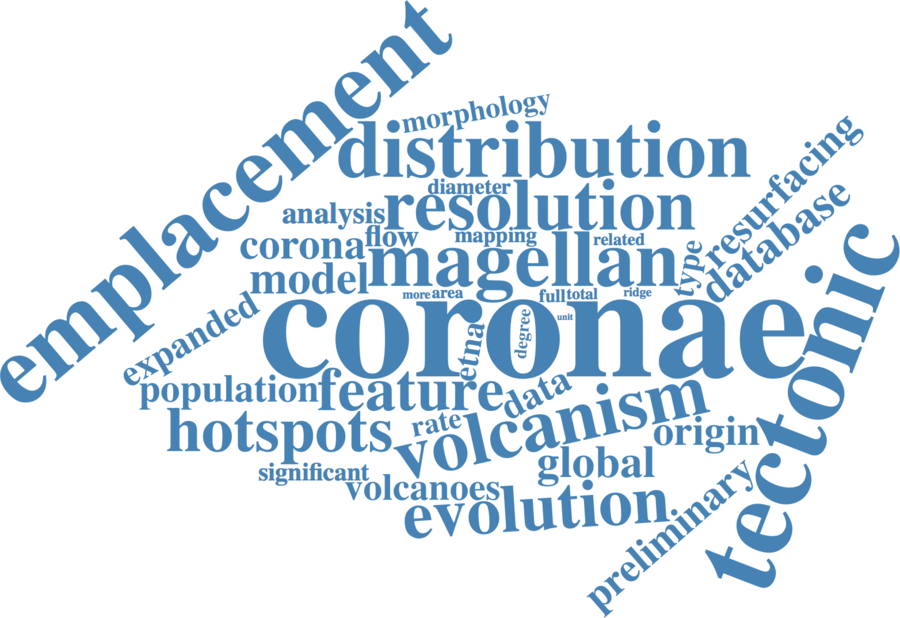 emplacement
morphology
distribution
diameter
analysis
resolution
resurfacing
database
corona
flow
mapping
related
type
model
magellan
more
area
full
total
ridge
unit
coronae
degree
etna
expanded
tectonic
population
feature
data
hotspots
rate
volcanism
origin
significant
volcanoes
global
evolution
preliminary